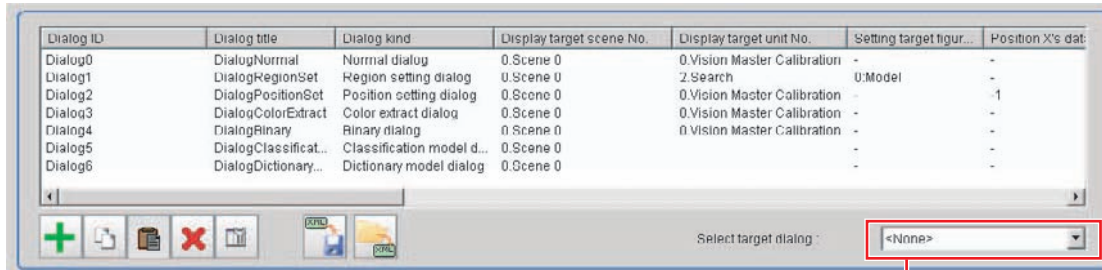 Dialog ID Dialog title Dialog kind Display target scene No. Display target unit No. Setting target figur... Position X's dat
Dialog0 DialogNormal Normal dialog 0.Scene 0 0.Vision Master Calibration - -
Dialog1 DialogRegionSet Region setting dialog 0.Scene 0 2.Search 0:Model -
Dialog2 DialogPositionSet Position setting dialog 0.Scene 0 0.Vision Master Calibration - -1
Dialog3 DialogColorExtract Color extract dialog 0.Scene 0 0.Vision Master Calibration - -
Dialog4 DialogBinary Binary dialog 0.Scene 0 0.Vision Master Calibration - -
Dialog5 DialogClassificat... Classification model d... 0.Scene 0 - -
Dialog6 DialogDictionary... Dictionary model dialog 0.Scene 0 - -
XML XML Select target dialog : <None>